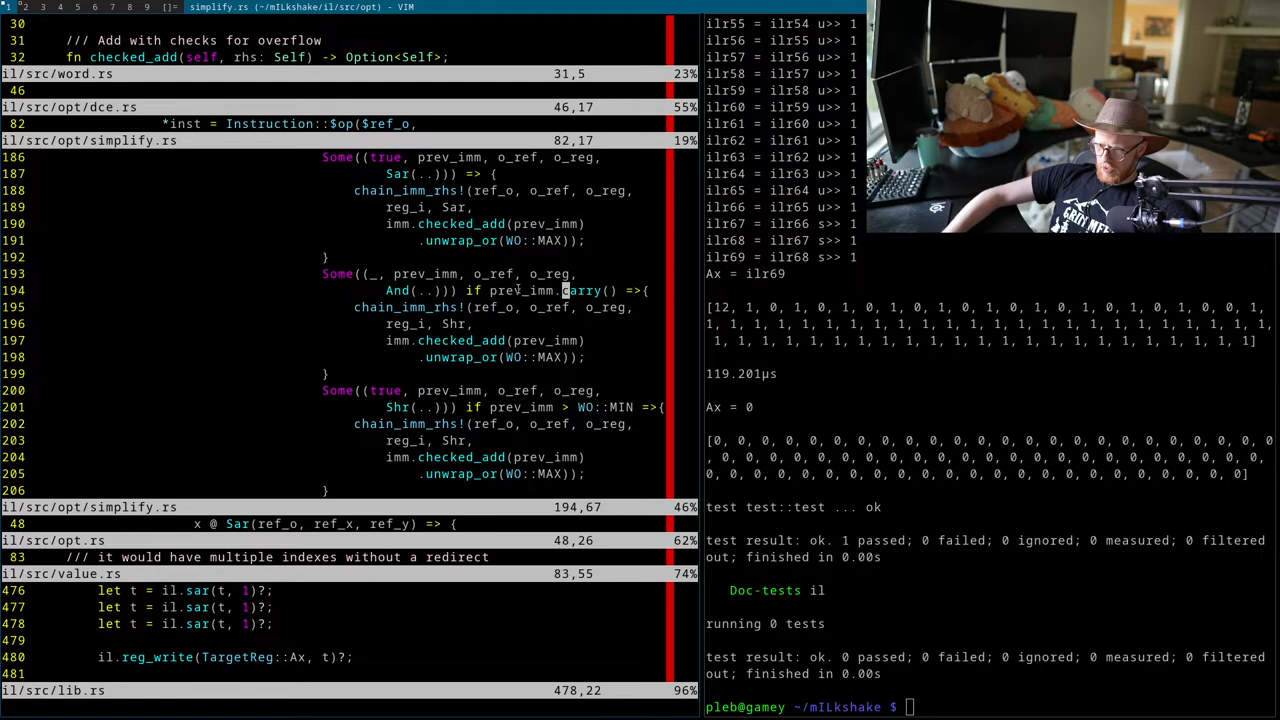 1 2 3 4 5 6 7 8 9 []= simplify.rs (~/mILkshake/il/src/opt) - VIM
30
31 /// Add with checks for overflow
32 fn checked_add(self, rhs: Self) -> Option<Self>;
il/src/word.rs 31,5 23%
46
il/src/opt/dce.rs 46,17 55%
82 *inst = Instruction::$op($ref_o,
il/src/opt/simplify.rs 82,17 19%
186 Some((true, prev_imm, o_ref, o_reg,
187 Sar(..))) => {
188 chain_imm_rhs!(ref_o, o_ref, o_reg,
189 reg_i, Sar,
190 imm.checked_add(prev_imm)
191 .unwrap_or(WO::MAX));
192 }
193 Some((_, prev_imm, o_ref, o_reg,
194 And(..))) if prev_imm.carry() =>{
195 chain_imm_rhs!(ref_o, o_ref, o_reg,
196 reg_i, Shr,
197 imm.checked_add(prev_imm)
198 .unwrap_or(WO::MAX));
199 }
200 Some((true, prev_imm, o_ref, o_reg,
201 Shr(..))) if prev_imm > WO::MIN =>{
202 chain_imm_rhs!(ref_o, o_ref, o_reg,
203 reg_i, Shr,
204 imm.checked_add(prev_imm)
205 .unwrap_or(WO::MAX));
206 }
il/src/opt/simplify.rs 194,67 46%
48 x @ Sar(ref_o, ref_x, ref_y) => {
il/src/opt.rs 48,26 62%
83 /// it would have multiple indexes without a redirect
il/src/value.rs 83,55 74%
476 let t = il.sar(t, 1)?;
477 let t = il.sar(t, 1)?;
478 let t = il.sar(t, 1)?;
479
480 il.reg_write(TargetReg::Ax, t)?;
481
il/src/lib.rs 478,22 96%
ilr55 = ilr54 u>> 1
ilr56 = ilr55 u>> 1
ilr57 = ilr56 u>> 1
ilr58 = ilr57 u>> 1
ilr59 = ilr58 u>> 1
ilr60 = ilr59 u>> 1
ilr61 = ilr60 u>> 1
ilr62 = ilr61 u>> 1
ilr63 = ilr62 u>> 1
ilr64 = ilr63 u>> 1
ilr65 = ilr64 u>> 1
ilr66 = ilr65 u>> 1
ilr67 = ilr66 s>> 1
ilr68 = ilr67 s>> 1
ilr69 = ilr68 s>> 1
Ax = ilr69
[12, 1, 0, 1, 0, 1, 0, 1, 0, 1, 0, 1, 0, 1, 0, 1, 0, 1, 0, 1, 0, 1,
1, 1, 1, 1, 1, 1, 1, 1, 1, 1, 1, 1, 1, 1, 1, 1, 1, 1, 1, 1, 1, 1,
1, 1, 1, 1, 1, 1, 1, 1, 1, 1, 1, 1, 1, 1, 1, 1, 1, 1, 1, 1, 1, 1]
119.201µs
Ax = 0
[0, 0, 0, 0, 0, 0, 0, 0, 0, 0, 0, 0, 0, 0, 0, 0, 0, 0, 0, 0, 0, 0, 0, 0
, 0, 0, 0, 0, 0, 0, 0, 0, 0, 0, 0, 0, 0, 0, 0, 0, 0, 0, 0, 0, 0, 0, 0,
0, 0, 0, 0, 0, 0, 0, 0, 0, 0, 0, 0, 0, 0, 0, 0, 0, 0, 0, 0, 0, 0, 0]
test test::test ... ok
test result: ok. 1 passed; 0 failed; 0 ignored; 0 measured; 0 filtered
out; finished in 0.00s
Doc-tests il
running 0 tests
test result: ok. 0 passed; 0 failed; 0 ignored; 0 measured; 0 filtered
out; finished in 0.00s
pleb@gamey ~/mILkshake $